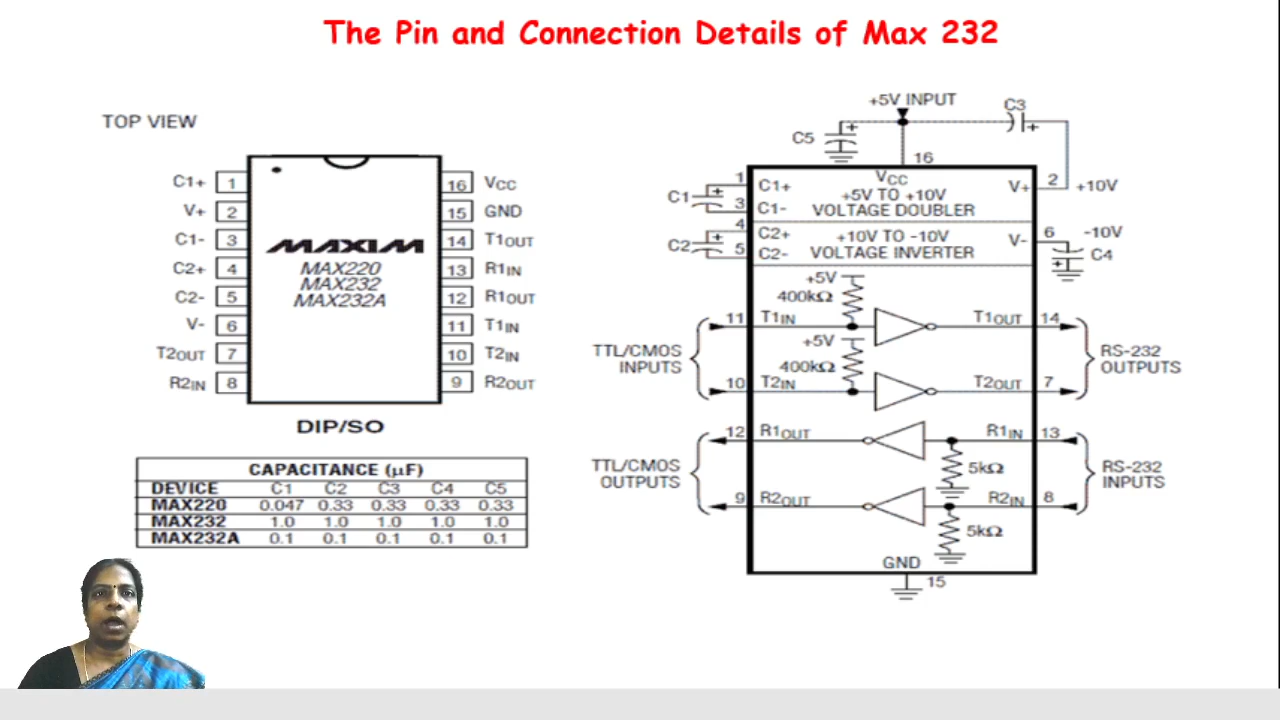 The Pin and Connection Details of Max 232
TOP VIEW
C1+ 1
V+ 2
C1- 3
C2+ 4
C2- 5
V- 6
T2OUT 7
R2IN 8
16 VCC
15 GND
14 T1OUT
13 R1IN
12 R1OUT
11 T1IN
10 T2IN
9 R2OUT
MAXIM
MAX220
MAX232
MAX232A
DIP/SO
CAPACITANCE (μF)
DEVICE C1 C2 C3 C4 C5
MAX220 0.047 0.33 0.33 0.33 0.33
MAX232 1.0 1.0 1.0 1.0 1.0
MAX232A 0.1 0.1 0.1 0.1 0.1
+5V INPUT
C3
C5 +
+
16
VCC
1 C1+
C1 +
3 C1-
+5V TO +10V
VOLTAGE DOUBLER
V+ 2 +10V
4 C2+
C2 +
5 C2-
+10V TO -10V
VOLTAGE INVERTER
V- 6 -10V
C4
+
+5V
400kΩ
11 T1IN
T1OUT 14
+5V
400kΩ
TTL/CMOS
INPUTS
RS-232
OUTPUTS
10 T2IN
T2OUT 7
12 R1OUT
R1IN 13
5kΩ
TTL/CMOS
OUTPUTS
RS-232
INPUTS
9 R2OUT
R2IN 8
5kΩ
GND
15